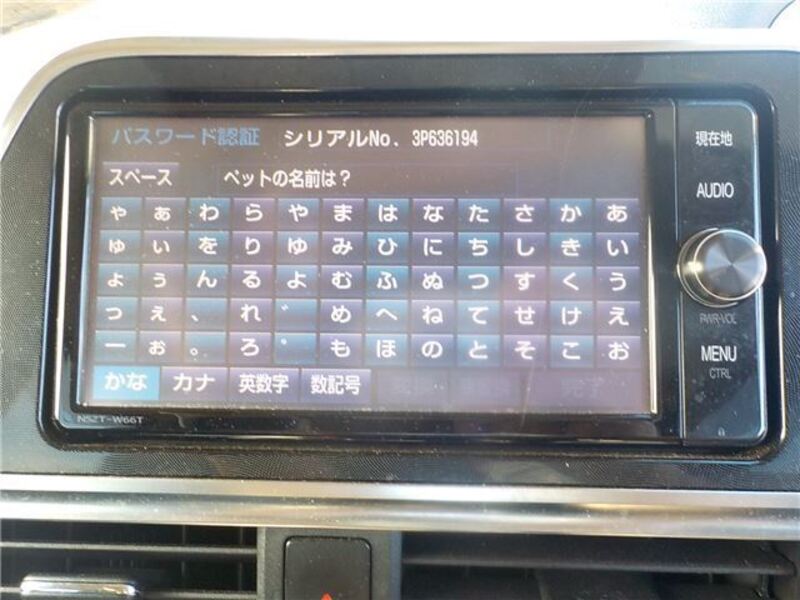 パスワード認証 シリアルNo. 3P636194
スペース ペットの名前は?
ゃ ぁ わ ら や ま は な た さ か あ
ゅ ぃ を り ゆ み ひ に ち し き い
ょ ぅ ん る よ む ふ ぬ つ す く う
っ ぇ 、 れ ゛ め へ ね て せ け え
ー ぉ 。 ろ ゜ も ほ の と そ こ お
かな カナ 英数字 数記号
NSZT-W66T
現在地
AUDIO
PWR·VOL
MENU
CTRL